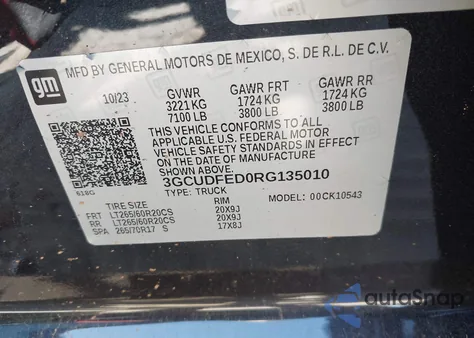 gm
MFD BY GENERAL MOTORS DE MEXICO, S. DE R.L. DE C.V.
10/23 GVWR GAWR FRT GAWR RR
3221 KG 1724 KG 1724 KG
7100 LB 3800 LB 3800 LB
THIS VEHICLE CONFORMS TO ALL
APPLICABLE U.S. FEDERAL MOTOR
VEHICLE SAFETY STANDARDS IN EFFECT
ON THE DATE OF MANUFACTURE SHOWN ABOVE.
3GCUDFED0RG135010
618G
TYPE: TRUCK MODEL: 00CK10543
TIRE SIZE RIM
FRT LT265/60R20CS 20X9J
RR LT265/60R20CS 20X9J
SPA 265/70R17 S 17X8J
autoSnap